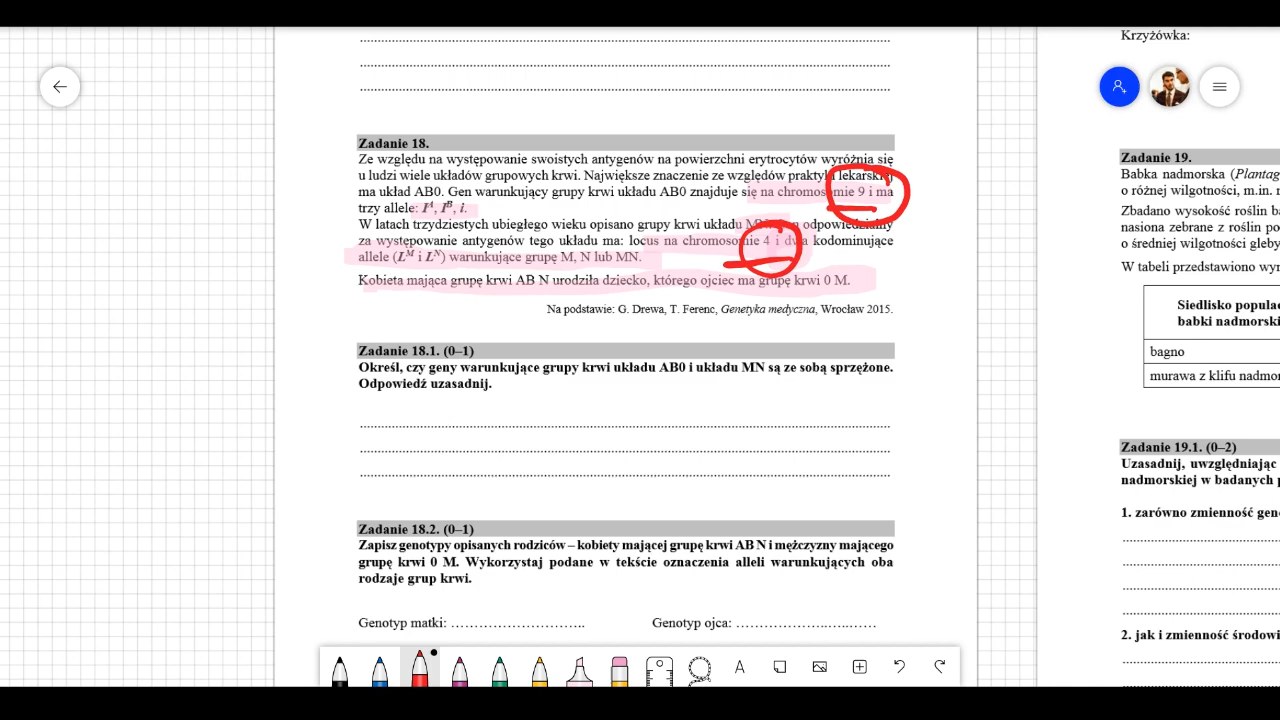 Zadanie 18.
Ze względu na występowanie swoistych antygenów na powierzchni erytrocytów wyróżnia się
u ludzi wiele układów grupowych krwi. Największe znaczenie ze względów praktyki lekarskiej
ma układ AB0. Gen warunkujący grupy krwi układu AB0 znajduje się na chromosomie 9 i ma
trzy allele: Iᴬ, Iᴮ, i.
W latach trzydziestych ubiegłego wieku opisano grupy krwi układu odpowiedzialny
za występowanie antygenów tego układu ma: locus na chromosomie 4 i dwa kodominujące
allele (Lᴹ i Lᴺ) warunkujące grupę M, N lub MN.
Kobieta mająca grupę krwi AB N urodziła dziecko, którego ojciec ma grupę krwi 0 M.
Na podstawie: G. Drewa, T. Ferenc, Genetyka medyczna, Wrocław 2015.
Zadanie 18.1. (0–1)
Określ, czy geny warunkujące grupy krwi układu AB0 i układu MN są ze sobą sprzężone.
Odpowiedź uzasadnij.
Zadanie 18.2. (0–1)
Zapisz genotypy opisanych rodziców – kobiety mającej grupę krwi AB N i mężczyzny mającego
grupę krwi 0 M. Wykorzystaj podane w tekście oznaczenia alleli warunkujących oba
rodzaje grup krwi.
Genotyp matki: ……………………..
Genotyp ojca: ………………..…..……
Krzyżówka:
Zadanie 19.
Babka nadmorska (Plantag
o różnej wilgotności, m.in.
Zbadano wysokość roślin ba
nasiona zebrane z roślin po
o średniej wilgotności gleby
W tabeli przedstawiono wyr
Siedlisko popula
babki nadmorski
bagno
murawa z klifu nadmo
Zadanie 19.1. (0–2)
Uzasadnij, uwzględniając
nadmorskiej w badanych p
1. zarówno zmienność gen
2. jak i zmienność środowi
A